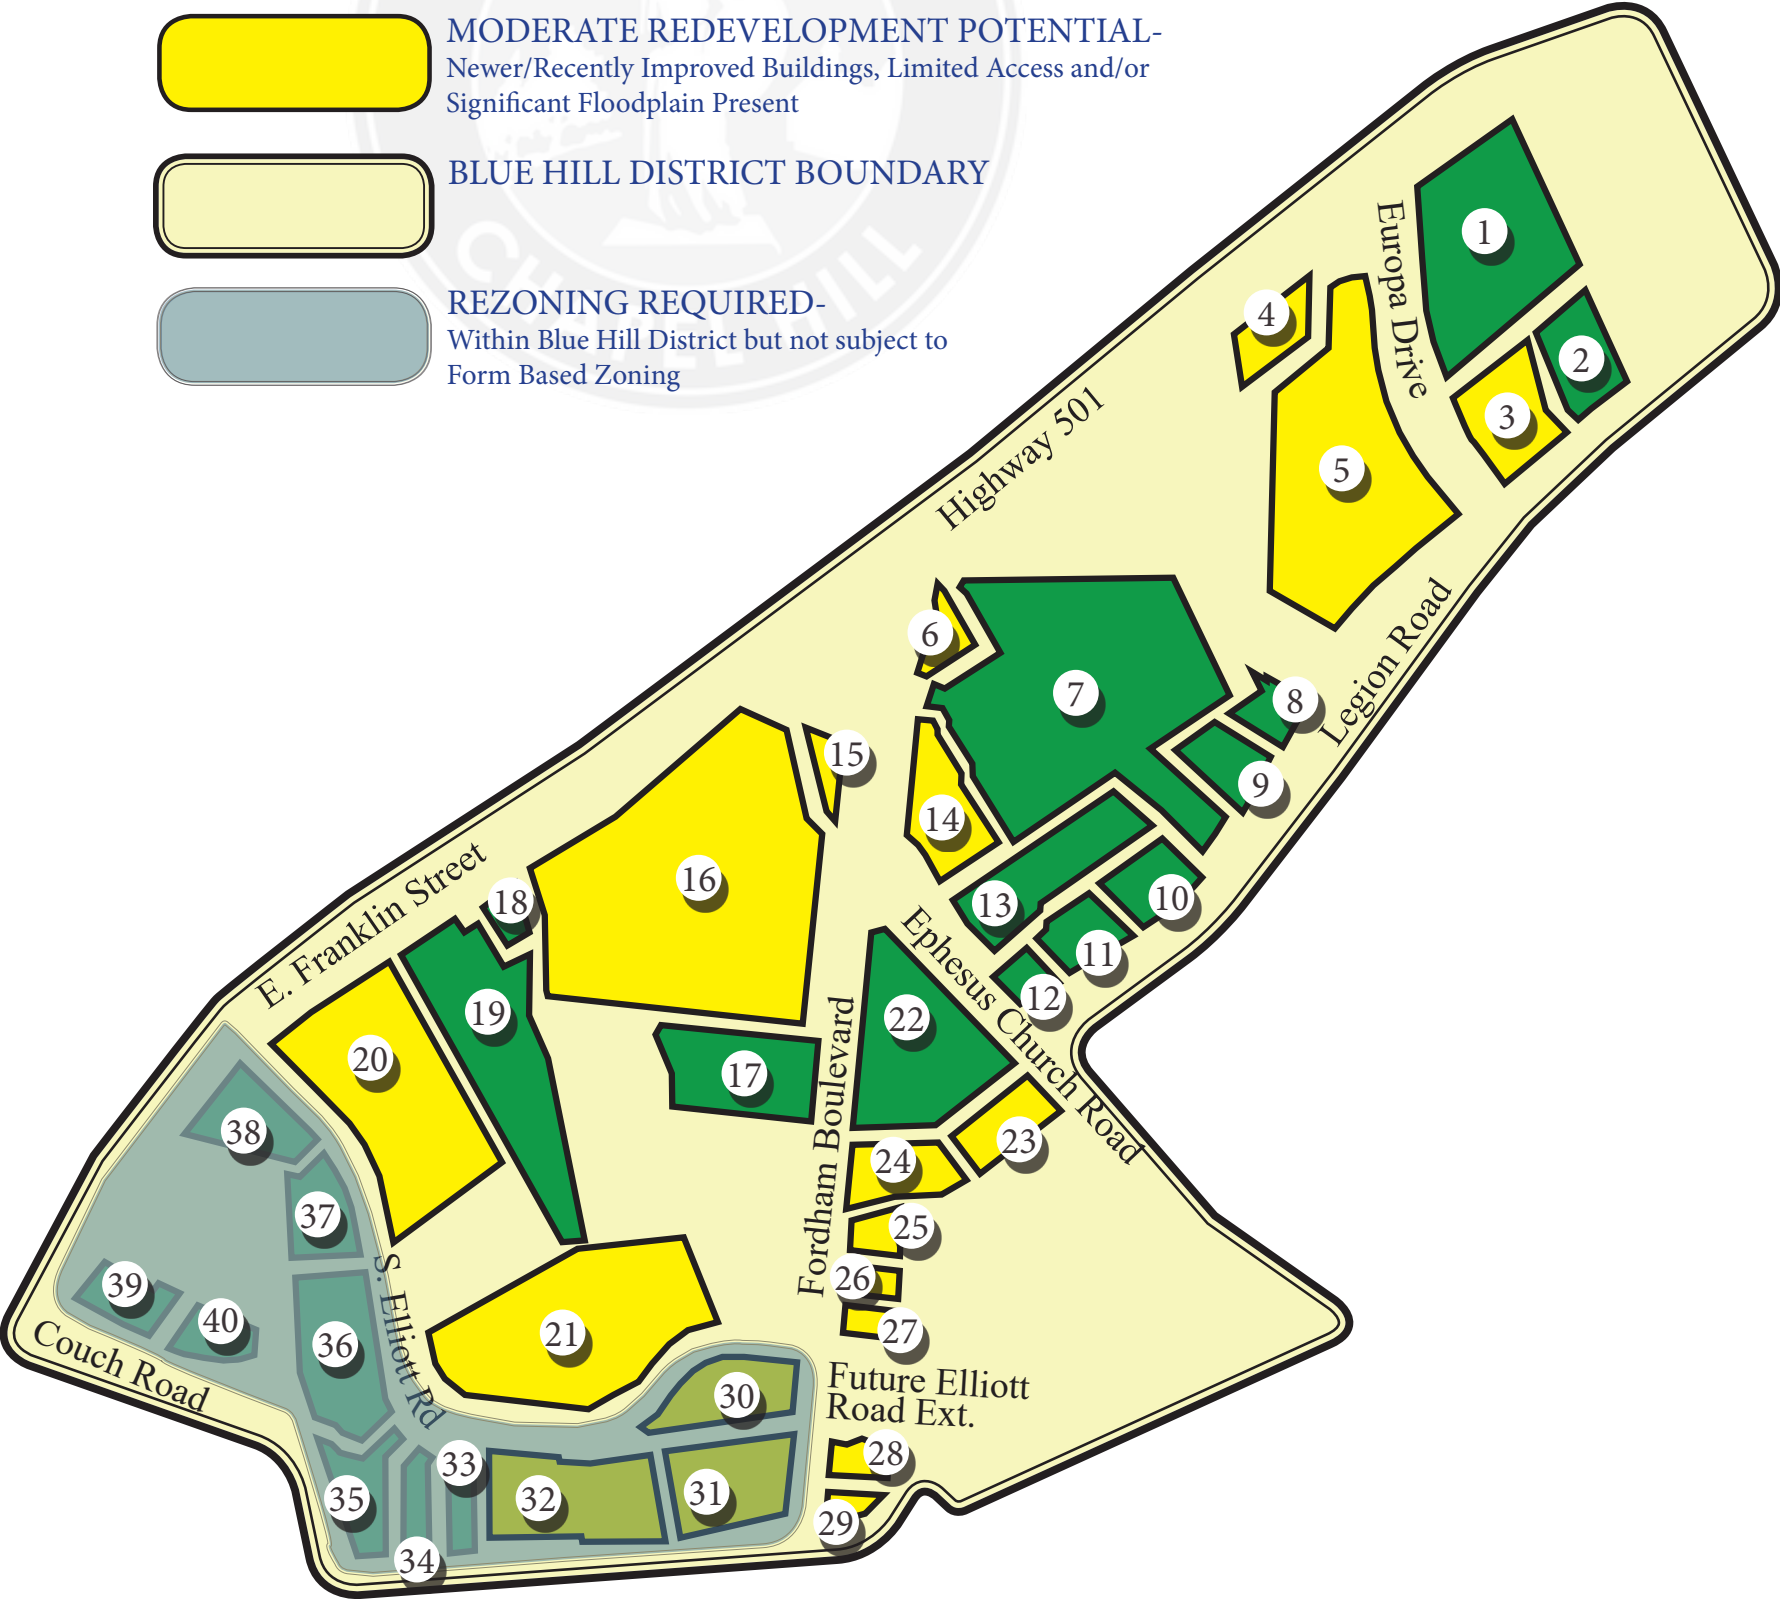 MODERATE REDEVELOPMENT POTENTIAL-
Newer/Recently Improved Buildings, Limited Access and/or
Significant Floodplain Present
BLUE HILL DISTRICT BOUNDARY
REZONING REQUIRED-
Within Blue Hill District but not subject to
Form Based Zoning
CHAPEL HILL
1
Europa Drive
2
3
4
5
Highway 501
6
7
8
Legion Road
9
10
11
12
13
14
15
16
17
18
E. Franklin Street
19
20
21
22
Ephesus Church Road
Fordham Boulevard
23
24
25
26
27
Future Elliott
Road Ext.
28
29
30
31
32
33
34
35
36
37
38
39
40
S. Elliott Rd
Couch Road